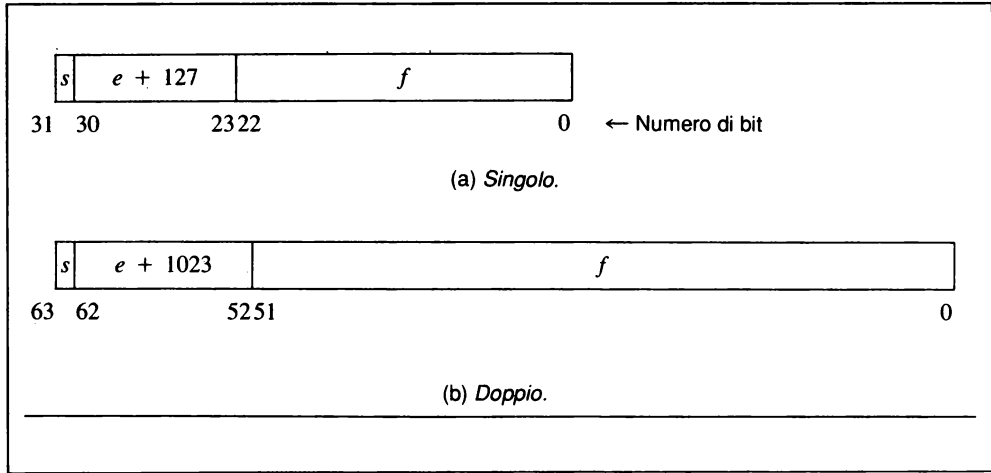 s e + 127 f
31 30 23 22 0 ← Numero di bit
(a) Singolo.
s e + 1023 f
63 62 52 51 0
(b) Doppio.